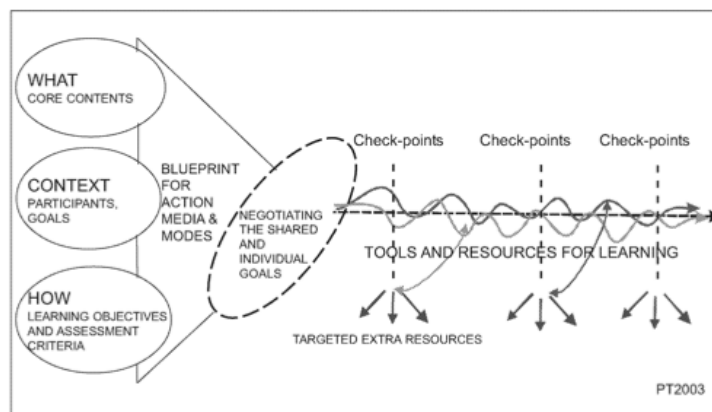 WHAT
CORE CONTENTS
CONTEXT
PARTICIPANTS,
GOALS
HOW
LEARNING OBJECTIVES
AND ASSESSMENT
CRITERIA
BLUEPRINT
FOR
ACTION
MEDIA &
MODES
NEGOTIATING
THE SHARED
AND
INDIVIDUAL
GOALS
Check-points
Check-points
Check-points
TOOLS AND RESOURCES FOR LEARNING
TARGETED EXTRA RESOURCES
PT2003